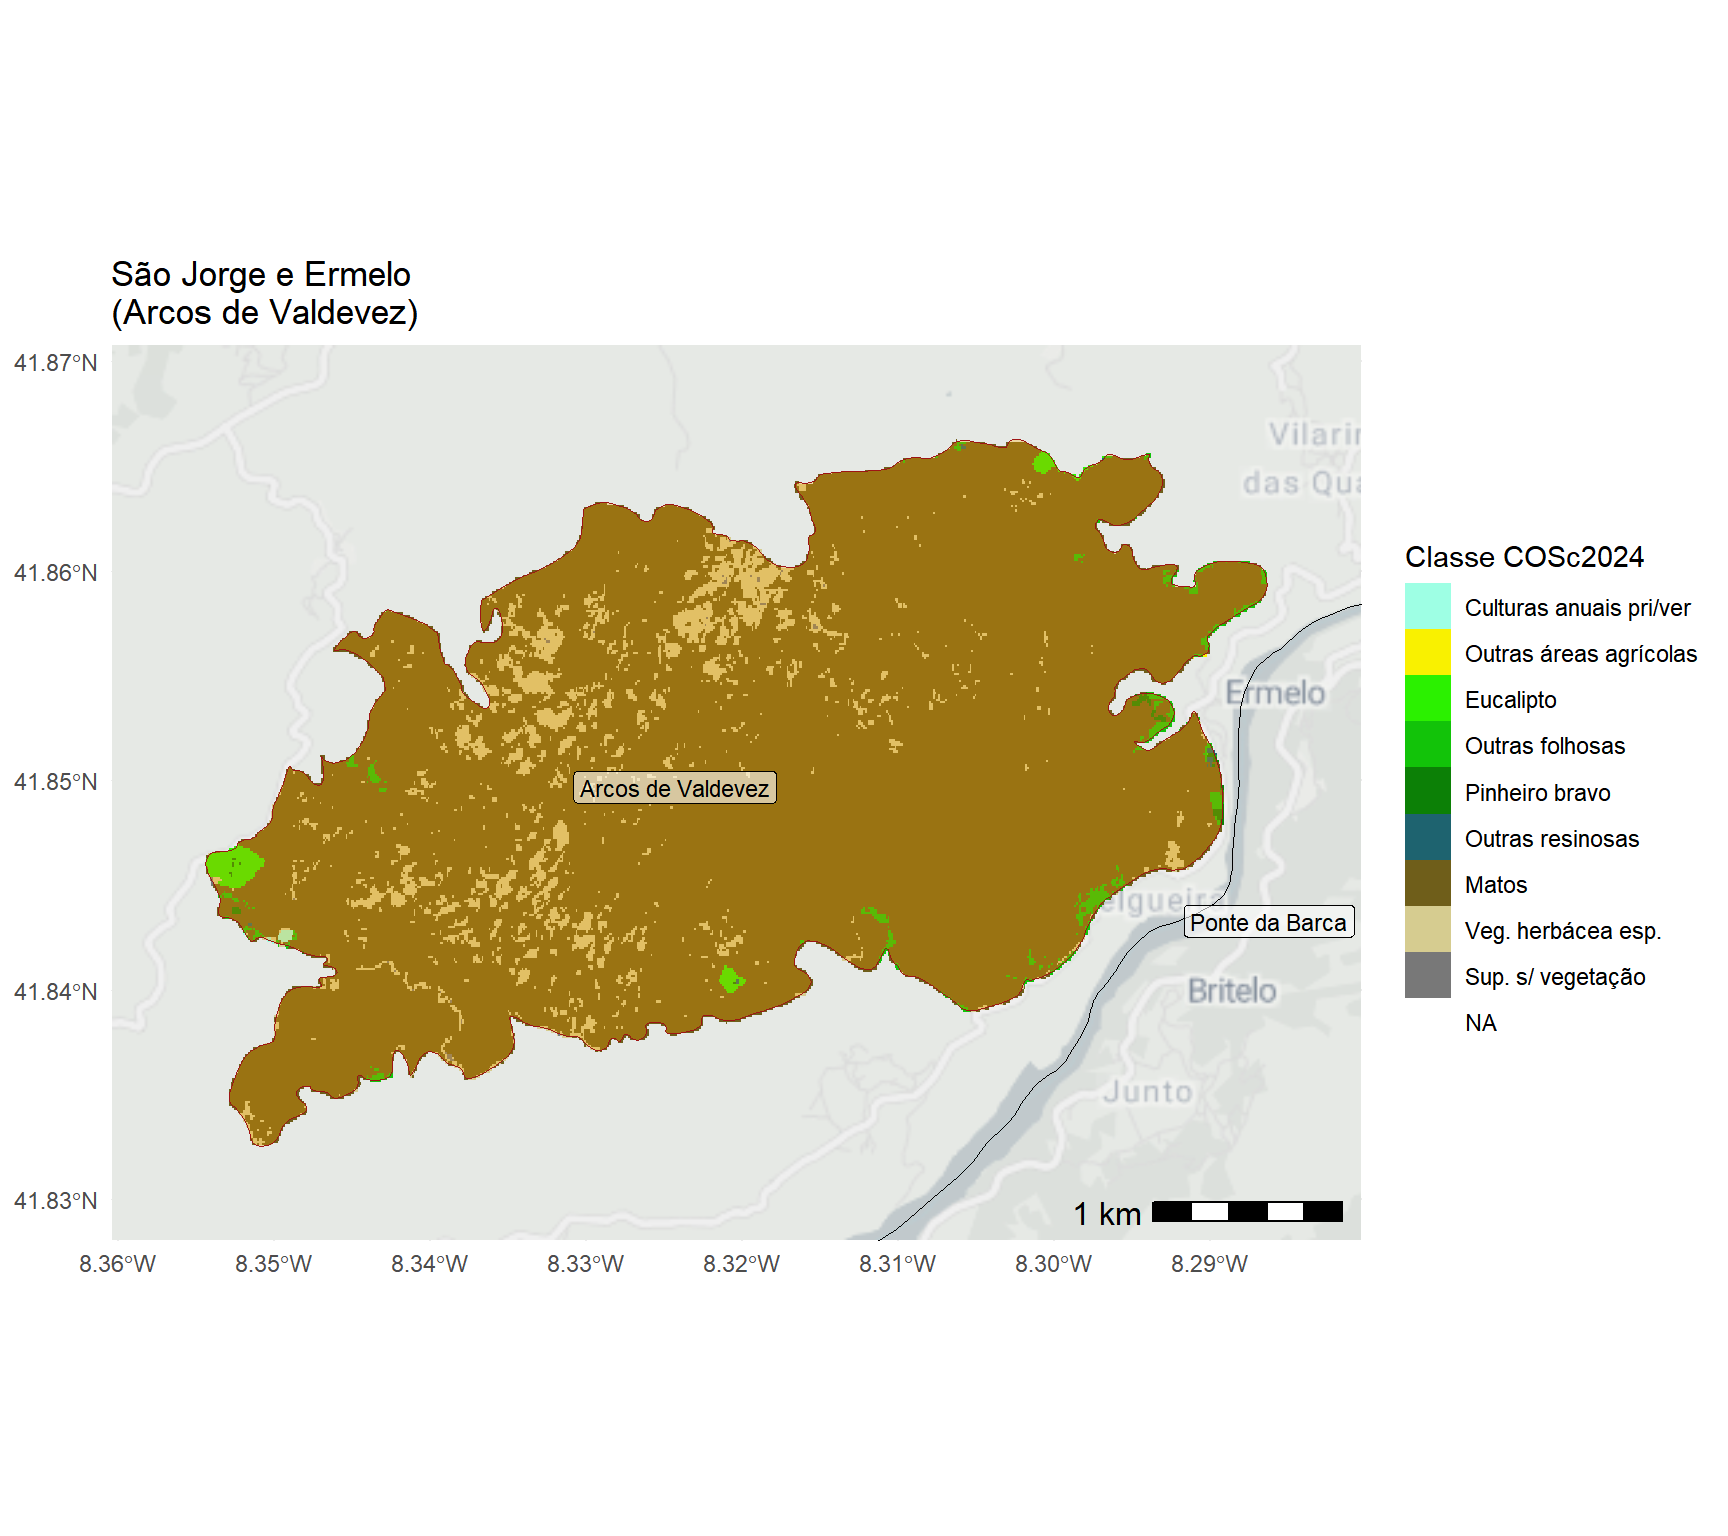 São Jorge e Ermelo
(Arcos de Valdevez)
41.87°N
41.86°N
41.85°N
41.84°N
41.83°N
8.36°W
8.35°W
8.34°W
8.33°W
8.32°W
8.31°W
8.30°W
8.29°W
das
Ermelo
Arcos de Valdevez
Ponte da Barca
Britelo
Junto
1 km
Classe COSc2024
Culturas anuais pri/ver
Outras áreas agrícolas
Eucalipto
Outras folhosas
Pinheiro bravo
Outras resinosas
Matos
Veg. herbácea esp.
Sup. s/ vegetação
NA